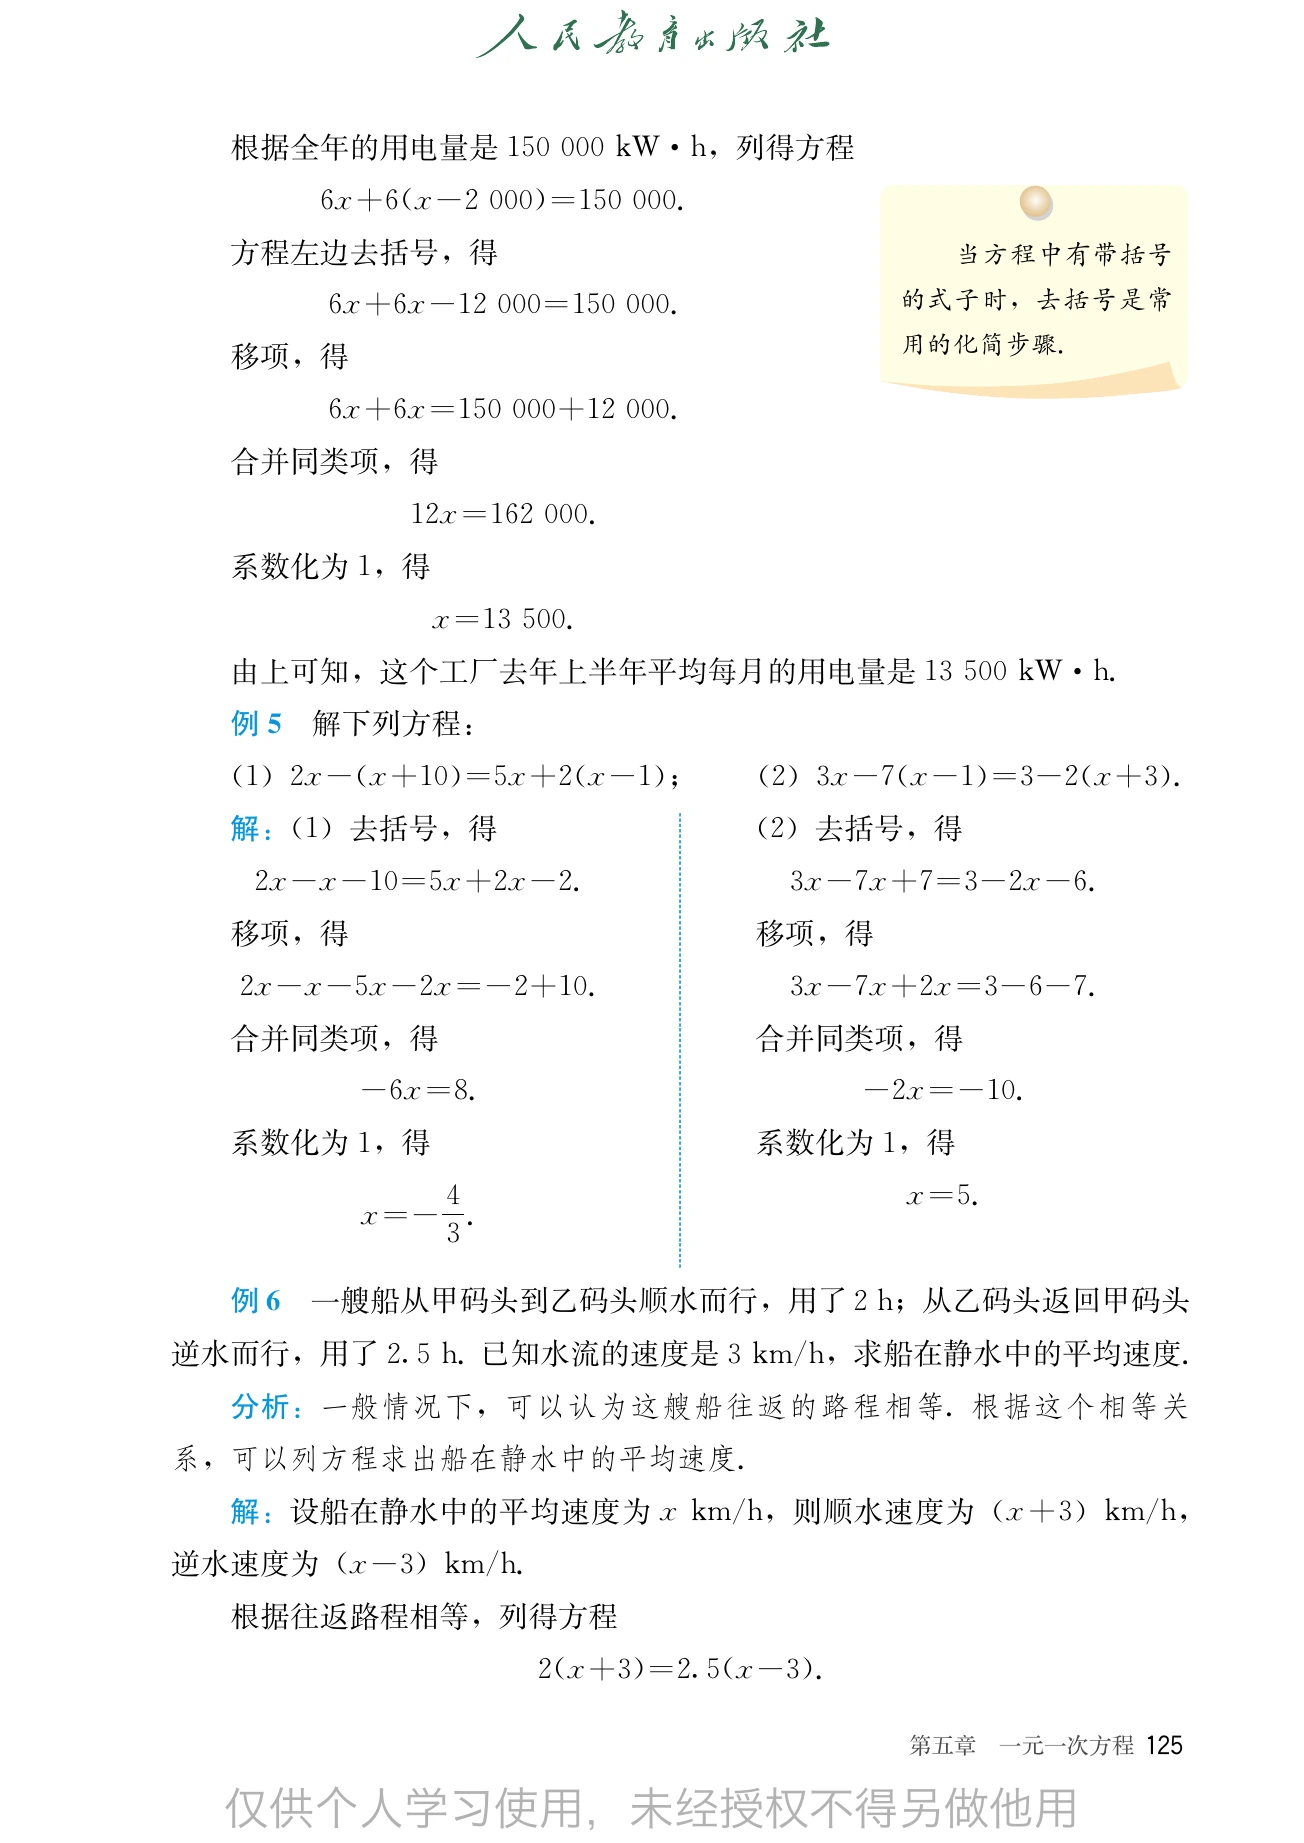 人民教育出版社
根据全年的用电量是 150 000 kW·h，列得方程
6x＋6(x－2 000)＝150 000.
方程左边去括号，得
6x＋6x－12 000＝150 000.
移项，得
6x＋6x＝150 000＋12 000.
合并同类项，得
12x＝162 000.
系数化为 1，得
x＝13 500.
当方程中有带括号
的式子时，去括号是常
用的化简步骤.
由上可知，这个工厂去年上半年平均每月的用电量是 13 500 kW·h.
例 5 解下列方程：
(1) 2x－(x＋10)＝5x＋2(x－1)；
(2) 3x－7(x－1)＝3－2(x＋3).
解：(1) 去括号，得
2x－x－10＝5x＋2x－2.
移项，得
2x－x－5x－2x＝－2＋10.
合并同类项，得
－6x＝8.
系数化为 1，得
x＝－4/3.
(2) 去括号，得
3x－7x＋7＝3－2x－6.
移项，得
3x－7x＋2x＝3－6－7.
合并同类项，得
－2x＝－10.
系数化为 1，得
x＝5.
例 6 一艘船从甲码头到乙码头顺水而行，用了 2 h；从乙码头返回甲码头
逆水而行，用了 2.5 h. 已知水流的速度是 3 km/h，求船在静水中的平均速度.
分析：一般情况下，可以认为这艘船往返的路程相等. 根据这个相等关
系，可以列方程求出船在静水中的平均速度.
解：设船在静水中的平均速度为 x km/h，则顺水速度为（x＋3）km/h，
逆水速度为（x－3）km/h.
根据往返路程相等，列得方程
2(x＋3)＝2.5(x－3).
第五章 一元一次方程 125
仅供个人学习使用，未经授权不得另做他用